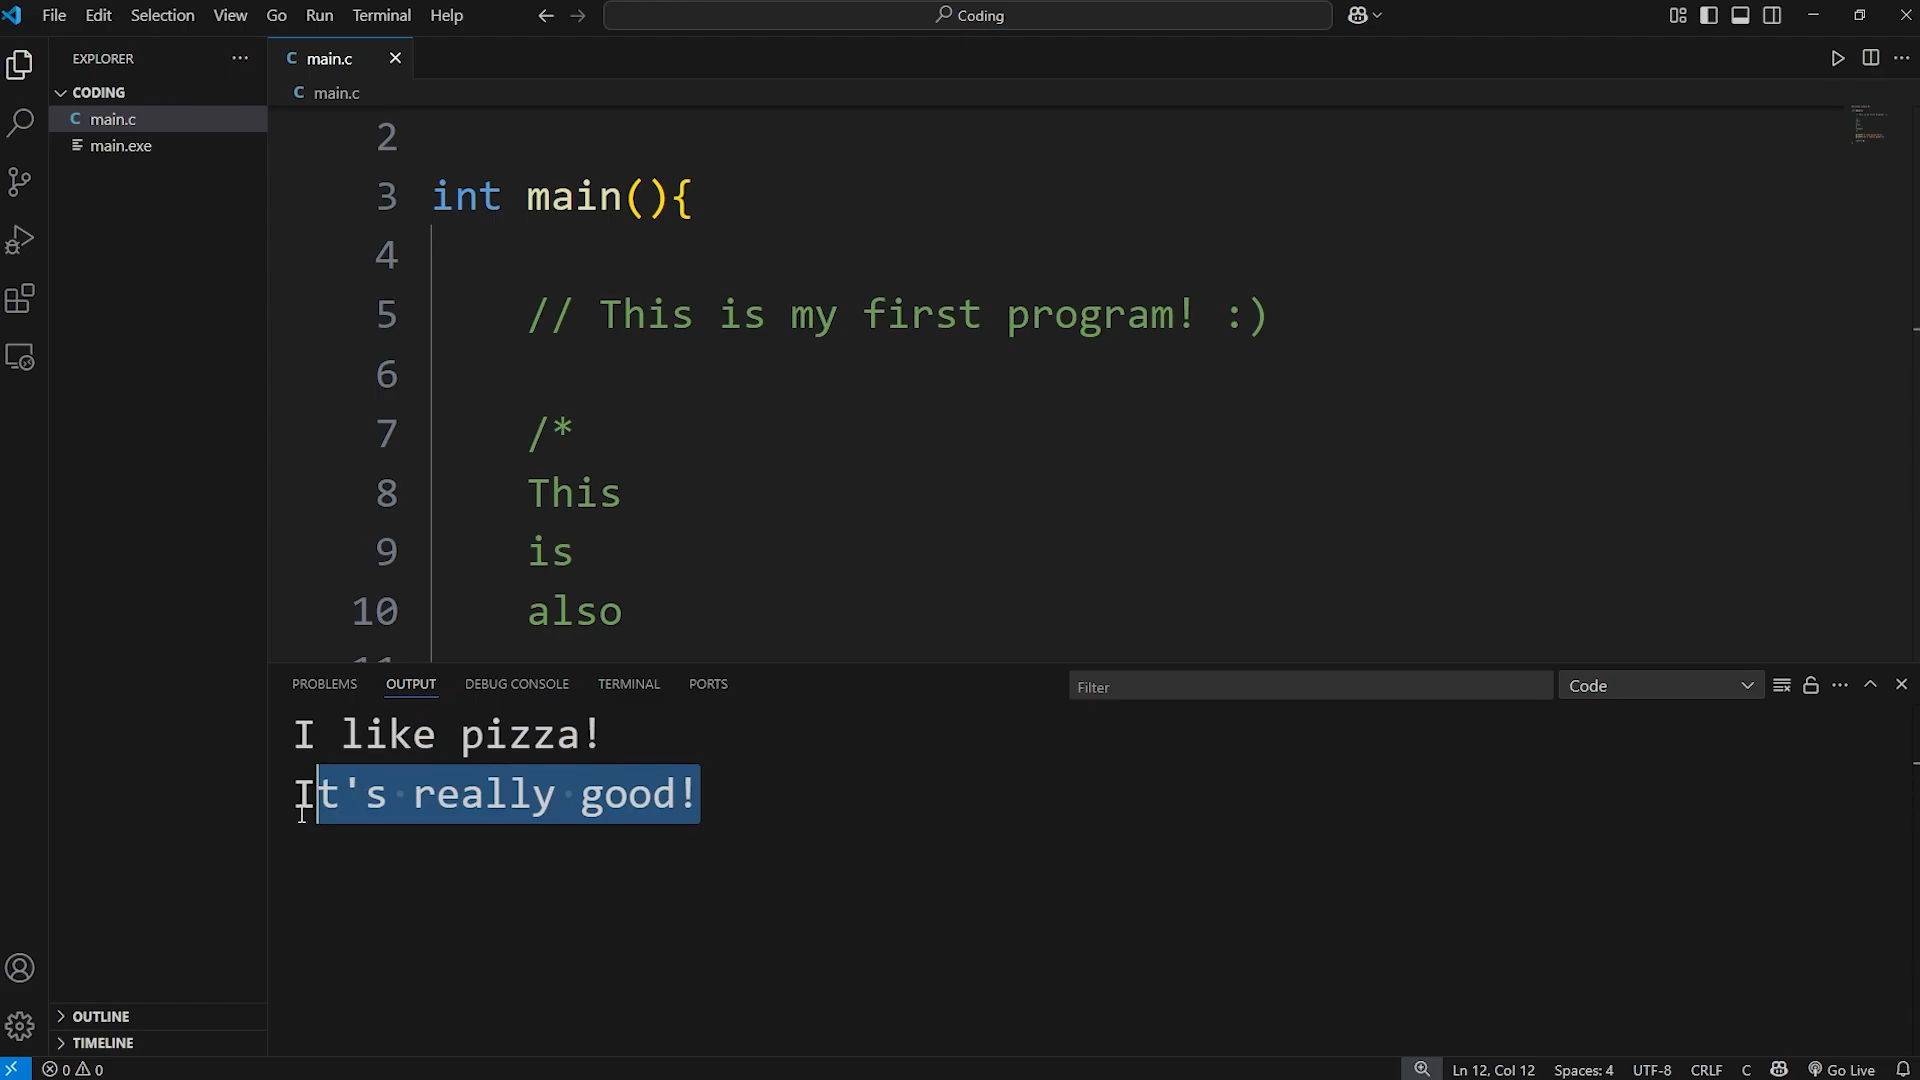 File Edit Selection View Go Run Terminal Help
Coding
EXPLORER
CODING
main.c
main.exe
OUTLINE
TIMELINE
main.c
main.c
2
3 int main(){
4
5 // This is my first program! :)
6
7 /*
8 This
9 is
10 also
PROBLEMS OUTPUT DEBUG CONSOLE TERMINAL PORTS
Filter
Code
I like pizza!
It's really good!
0 0
Ln 12, Col 12 Spaces: 4 UTF-8 CRLF C Go Live